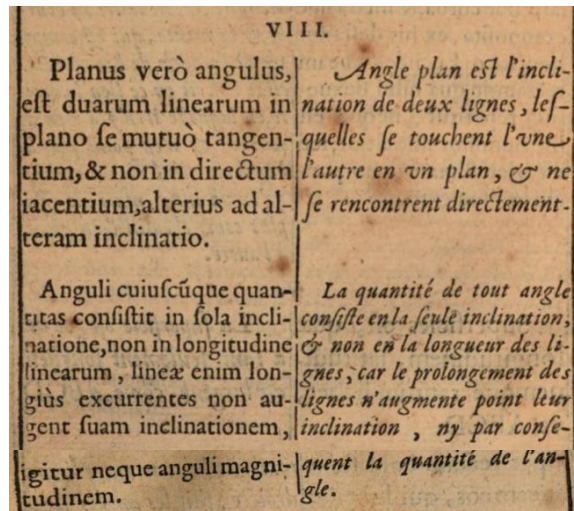 VIII.
Planus verò angulus,
eſt duarum linearum in
plano ſe mutuò tangen-
tium, & non in directum
iacentium, alterius ad al-
teram inclinatio.
Anguli cuiuſcũque quan-
titas conſiſtit in ſola incli-
natione, non in longitudine
linearum, lineæ enim lon-
giùs excurrentes non au-
gent ſuam inclinationem,
igitur neque anguli magni-
tudinem.
Angle plan eſt l'incli-
nation de deux lignes, leſ-
quelles ſe touchent l'vne
l'autre en vn plan, & ne
ſe rencontrent directement.
La quantité de tout angle
conſiſte en la ſeule inclination,
& non en la longueur des li-
gnes, car le prolongement des
lignes n'augmente point leur
inclination, ny par conſe-
quent la quantité de l'an-
gle.